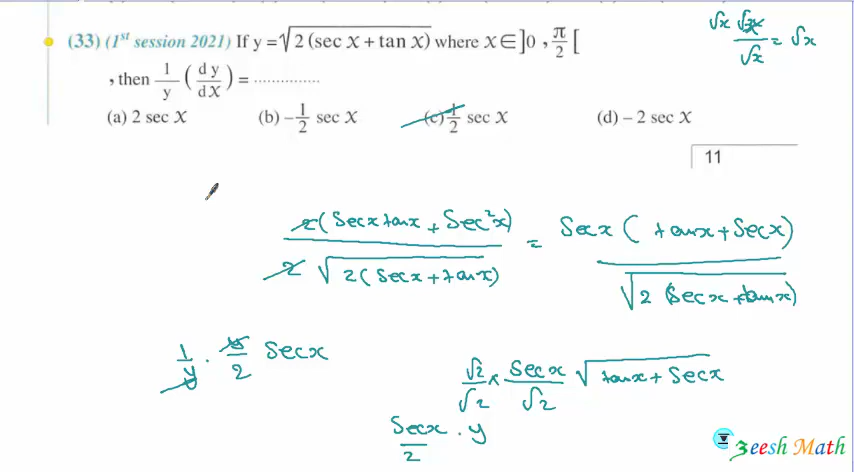 (33) (1st session 2021) If y = √2 (sec X + tan X) where X ∈ ]0 , π/2 [
, then 1/y (dy/dX) = ..............
(a) 2 sec X (b) –1/2 sec X (c) 1/2 sec X (d) – 2 sec X
√x √x/√x = √x
11
2(Secx tanx + Sec²x)/2√2(Secx + tanx) = Secx (tanx + Secx)/√2 (Secx + tanx)
1/y . y/2 Secx
√2/√2 × Secx/√2 √tanx + Secx
Secx/2 . y
3eesh Math